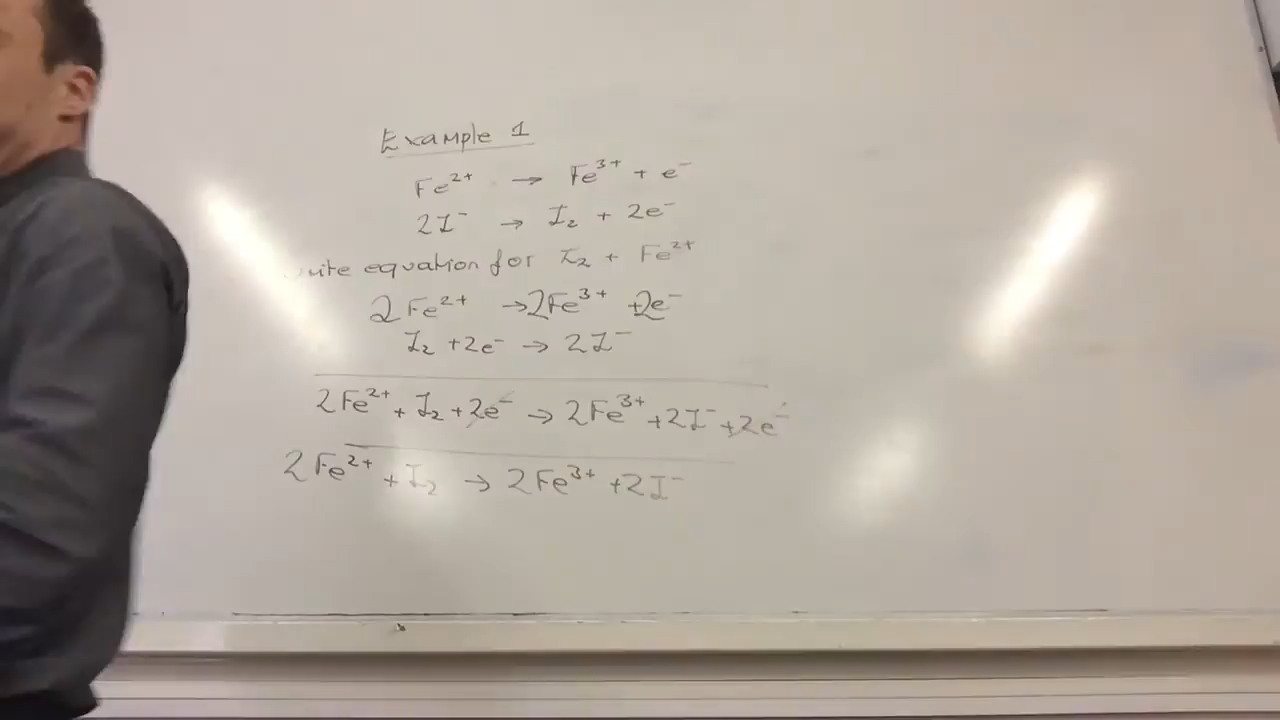 Example 1
Fe²⁺ → Fe³⁺ + e⁻
2I⁻ → I₂ + 2e⁻
equation for I₂ + Fe²⁺
2Fe²⁺ → 2Fe³⁺ + 2e⁻
I₂ + 2e⁻ → 2I⁻
2Fe²⁺ + I₂ + 2e⁻ → 2Fe³⁺ + 2I⁻ + 2e⁻
2Fe²⁺ + I₂ → 2Fe³⁺ + 2I⁻